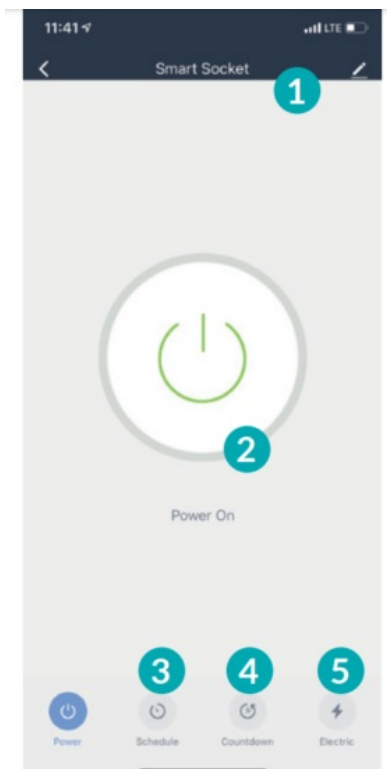 11:41 LTE
Smart Socket
1
2
Power On
3 4 5
Power Schedule Countdown Electric